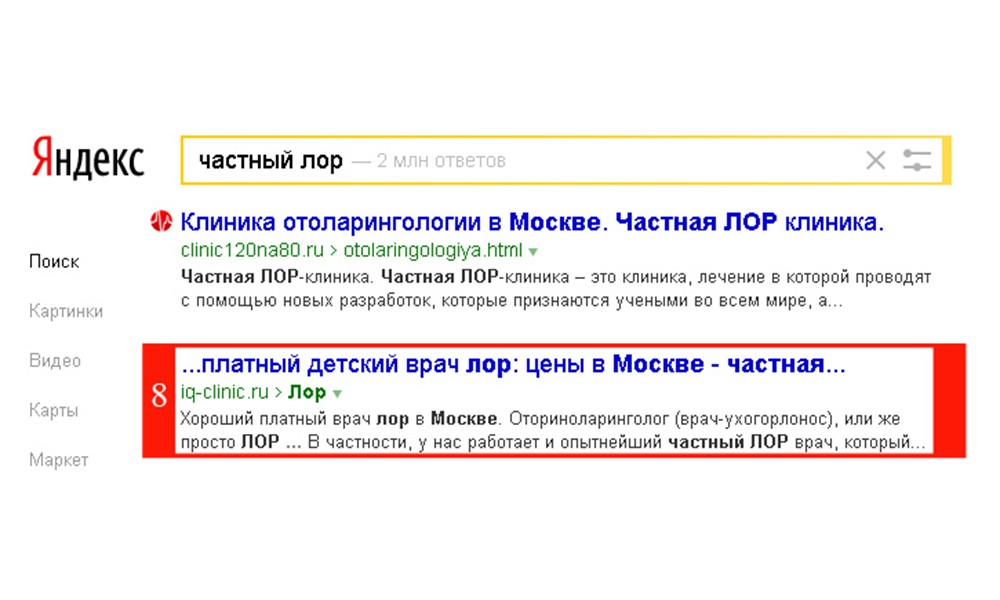 Яндекс
частный лор — 2 млн ответов
Поиск
Картинки
Видео
Карты
Маркет
Клиника отоларингологии в Москве. Частная ЛОР клиника.
clinic120na80.ru › otolaringologiya.html
Частная ЛОР-клиника. Частная ЛОР-клиника – это клиника, лечение в которой проводят
с помощью новых разработок, которые признаются учеными во всем мире, а...
8
...платный детский врач лор: цены в Москве - частная...
iq-clinic.ru › Лор
Хороший платный врач лор в Москве. Оториноларинголог (врач-ухогорлонос), или же
просто ЛОР ... В частности, у нас работает и опытнейший частный ЛОР врач, который...